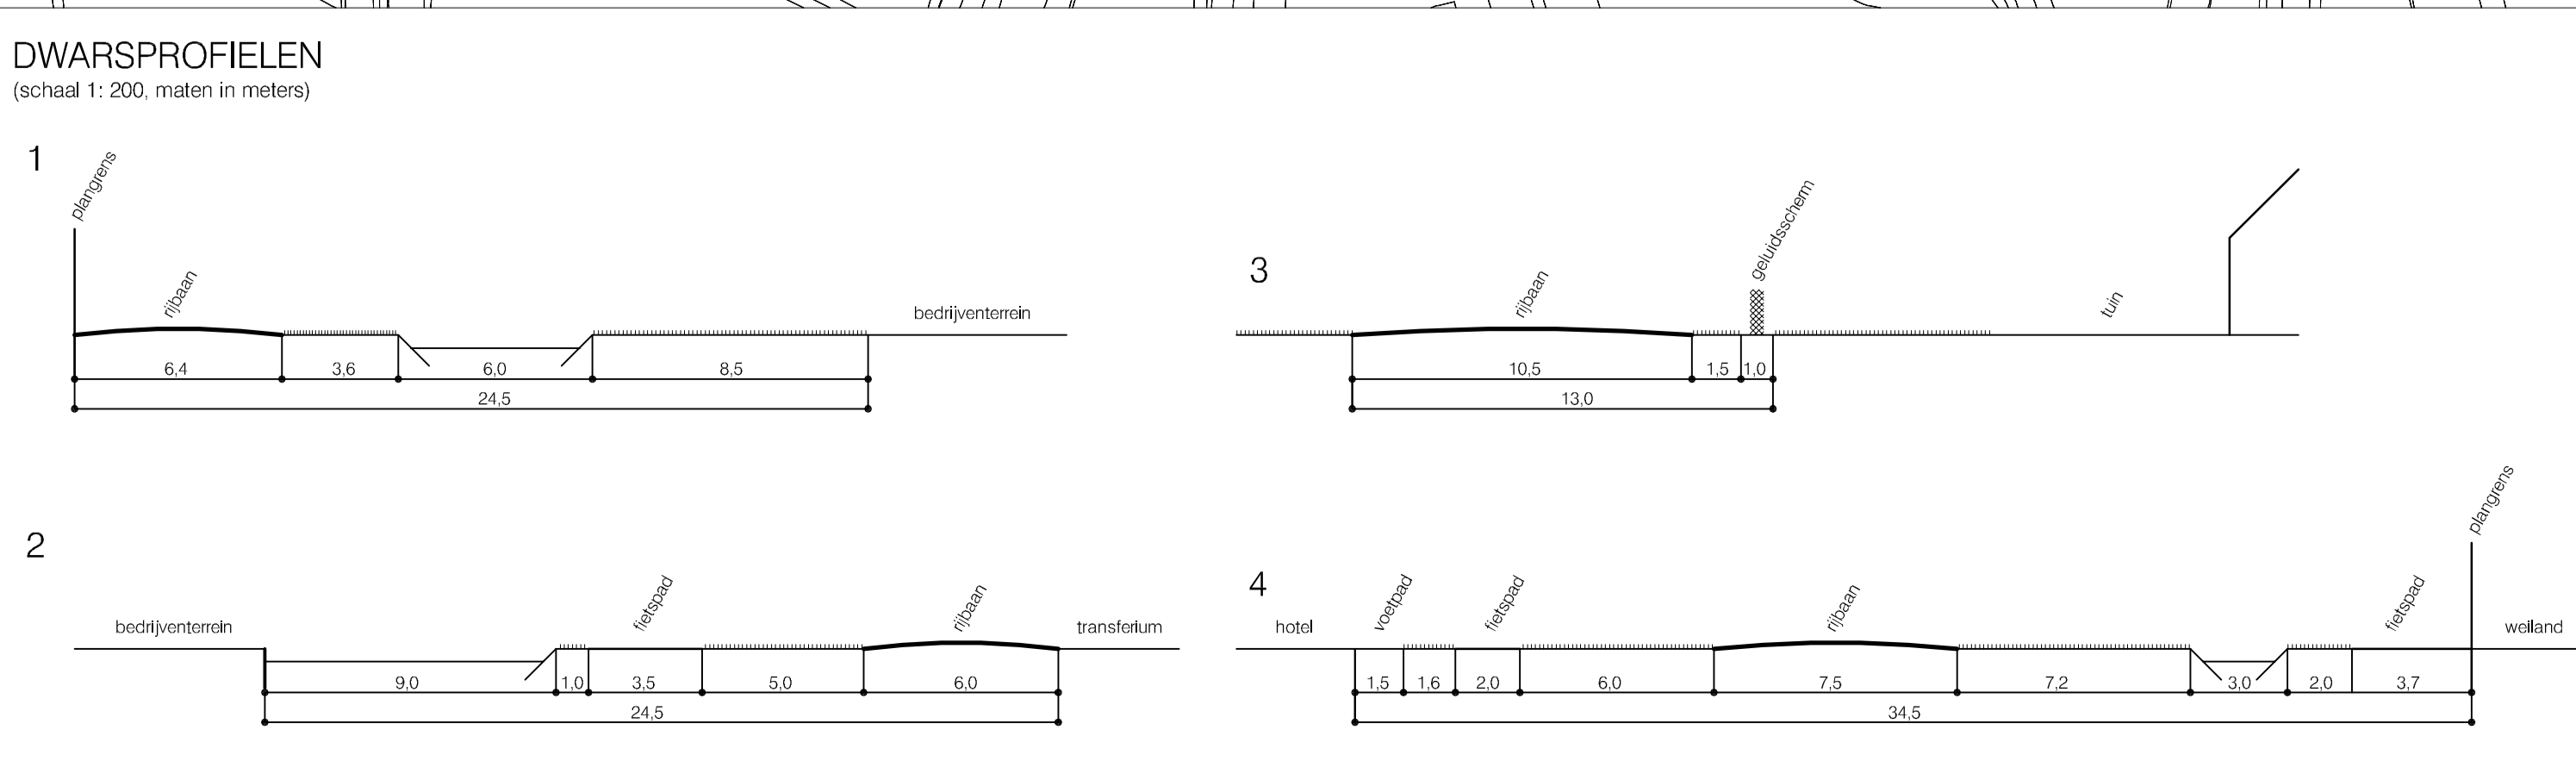 DWARSPROFIELEN
(schaal 1: 200, maten in meters)
1
plangrens
rijbaan
bedrijventerrein
6,4 3,6 6,0 8,5
24,5
3
rijbaan
geluidsscherm
tuin
10,5 1,5 1,0
13,0
2
bedrijventerrein
fietspad
rijbaan
transferium
9,0 1,0 3,5 5,0 6,0
24,5
4
hotel
voetpad
fietspad
rijbaan
fietspad
plangrens
weiland
1,5 1,6 2,0 6,0 7,5 7,2 3,0 2,0 3,7
34,5